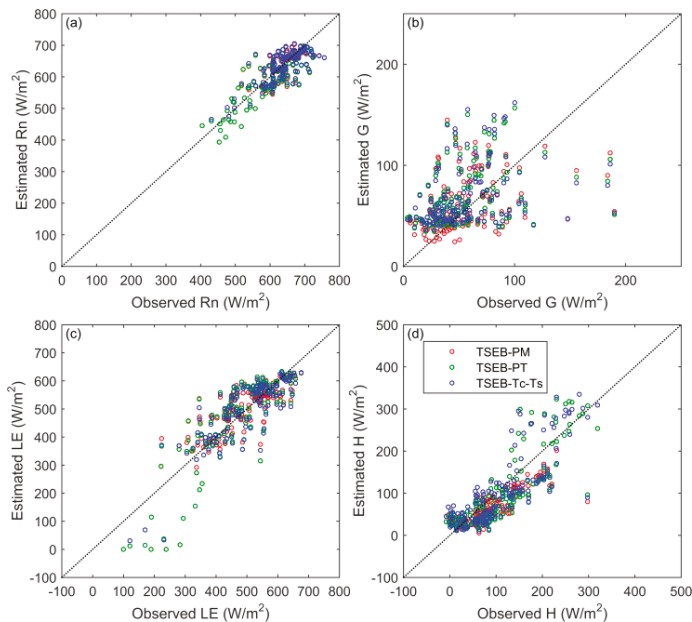 (a)
800
700
600
500
400
300
200
100
0
Estimated Rn (W/m²)
0 100 200 300 400 500 600 700 800
Observed Rn (W/m²)
(b)
200
100
0
Estimated G (W/m²)
0 100 200
Observed G (W/m²)
(c)
800
700
600
500
400
300
200
100
0
-100
Estimated LE (W/m²)
-100 0 100 200 300 400 500 600 700 800
Observed LE (W/m²)
(d)
TSEB-PM
TSEB-PT
TSEB-Tc-Ts
500
400
300
200
100
0
-100
Estimated H (W/m²)
-100 0 100 200 300 400 500
Observed H (W/m²)